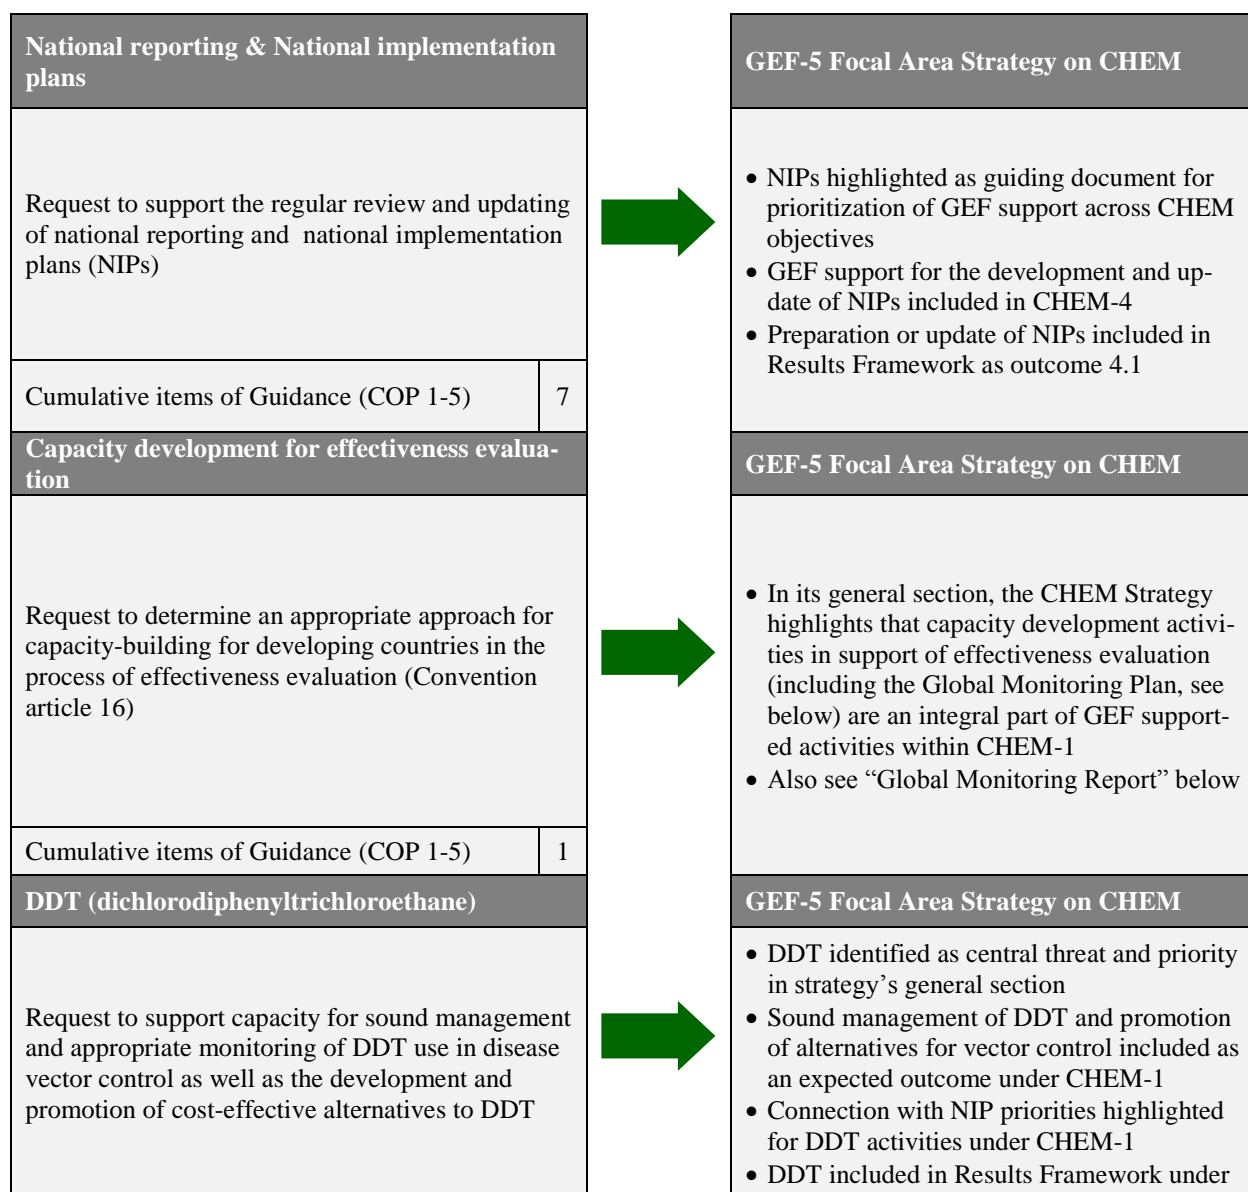 National reporting & National implementation
plans
GEF-5 Focal Area Strategy on CHEM
Request to support the regular review and updating
of national reporting and national implementation
plans (NIPs)
• NIPs highlighted as guiding document for
prioritization of GEF support across CHEM
objectives
• GEF support for the development and up-
date of NIPs included in CHEM-4
• Preparation or update of NIPs included in
Results Framework as outcome 4.1
Cumulative items of Guidance (COP 1-5) 7
Capacity development for effectiveness evalua-
tion
GEF-5 Focal Area Strategy on CHEM
Request to determine an appropriate approach for
capacity-building for developing countries in the
process of effectiveness evaluation (Convention
article 16)
• In its general section, the CHEM Strategy
highlights that capacity development activi-
ties in support of effectiveness evaluation
(including the Global Monitoring Plan, see
below) are an integral part of GEF support-
ed activities within CHEM-1
• Also see “Global Monitoring Report” below
Cumulative items of Guidance (COP 1-5) 1
DDT (dichlorodiphenyltrichloroethane)
GEF-5 Focal Area Strategy on CHEM
Request to support capacity for sound management
and appropriate monitoring of DDT use in disease
vector control as well as the development and
promotion of cost-effective alternatives to DDT
• DDT identified as central threat and priority
in strategy’s general section
• Sound management of DDT and promotion
of alternatives for vector control included as
an expected outcome under CHEM-1
• Connection with NIP priorities highlighted
for DDT activities under CHEM-1
• DDT included in Results Framework under